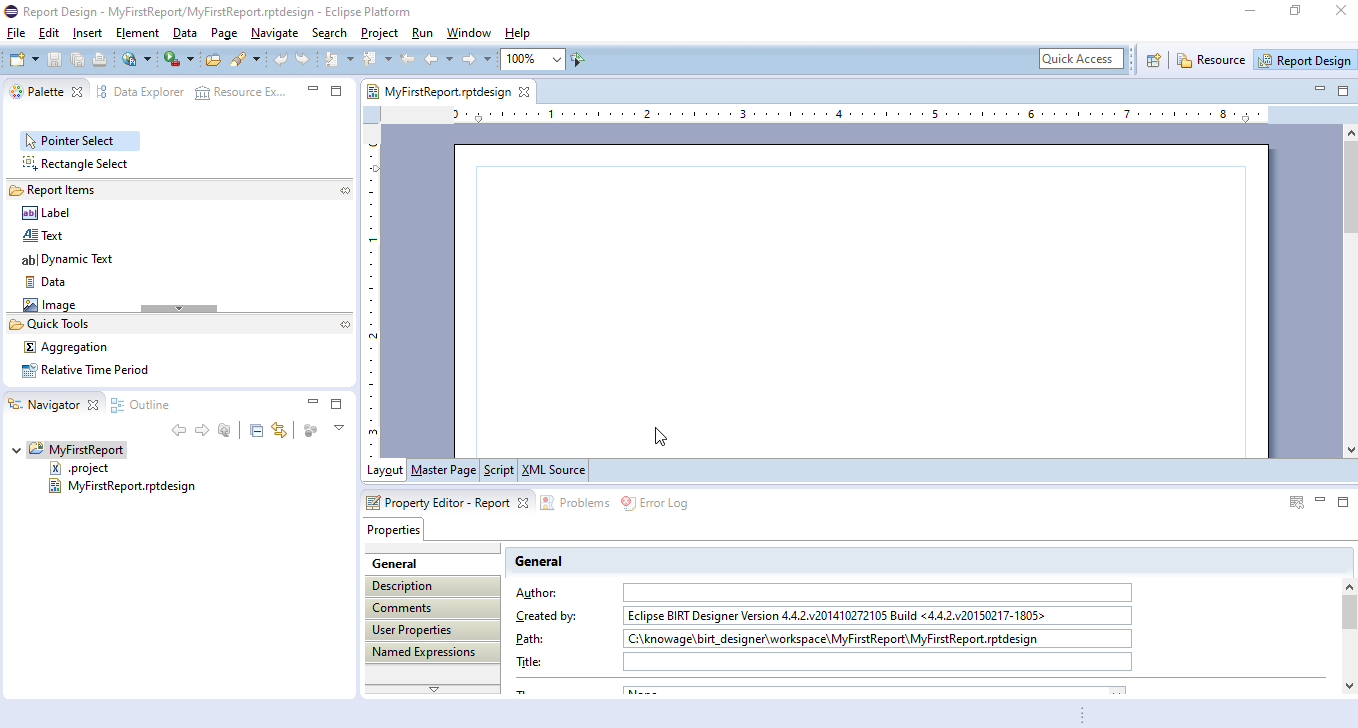 Report Design - MyFirstReport/MyFirstReport.rptdesign - Eclipse Platform
File Edit Insert Element Data Page Navigate Search Project Run Window Help
100% Quick Access Resource Report Design
Palette Data Explorer Resource Ex...
Pointer Select
Rectangle Select
Report Items
ab| Label
Text
ab| Dynamic Text
Data
Image
Quick Tools
Σ Aggregation
Relative Time Period
Navigator Outline
MyFirstReport
X .project
MyFirstReport.rptdesign
MyFirstReport.rptdesign
0 1 2 3 4 5 6 7 8
1
2
3
Layout Master Page Script XML Source
Property Editor - Report Problems Error Log
Properties
General
Description
Comments
User Properties
Named Expressions
General
Author:
Created by: Eclipse BIRT Designer Version 4.4.2.v201410272105 Build <4.4.2.v20150217-1805>
Path: C:\knowage\birt_designer\workspace\MyFirstReport\MyFirstReport.rptdesign
Title:
None